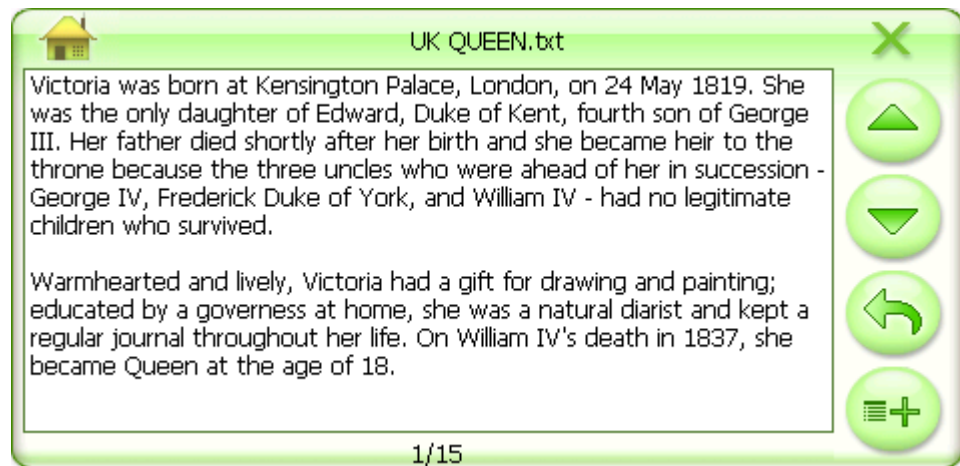 UK QUEEN.txt
Victoria was born at Kensington Palace, London, on 24 May 1819. She
was the only daughter of Edward, Duke of Kent, fourth son of George
III. Her father died shortly after her birth and she became heir to the
throne because the three uncles who were ahead of her in succession -
George IV, Frederick Duke of York, and William IV - had no legitimate
children who survived.
Warmhearted and lively, Victoria had a gift for drawing and painting;
educated by a governess at home, she was a natural diarist and kept a
regular journal throughout her life. On William IV's death in 1837, she
became Queen at the age of 18.
1/15